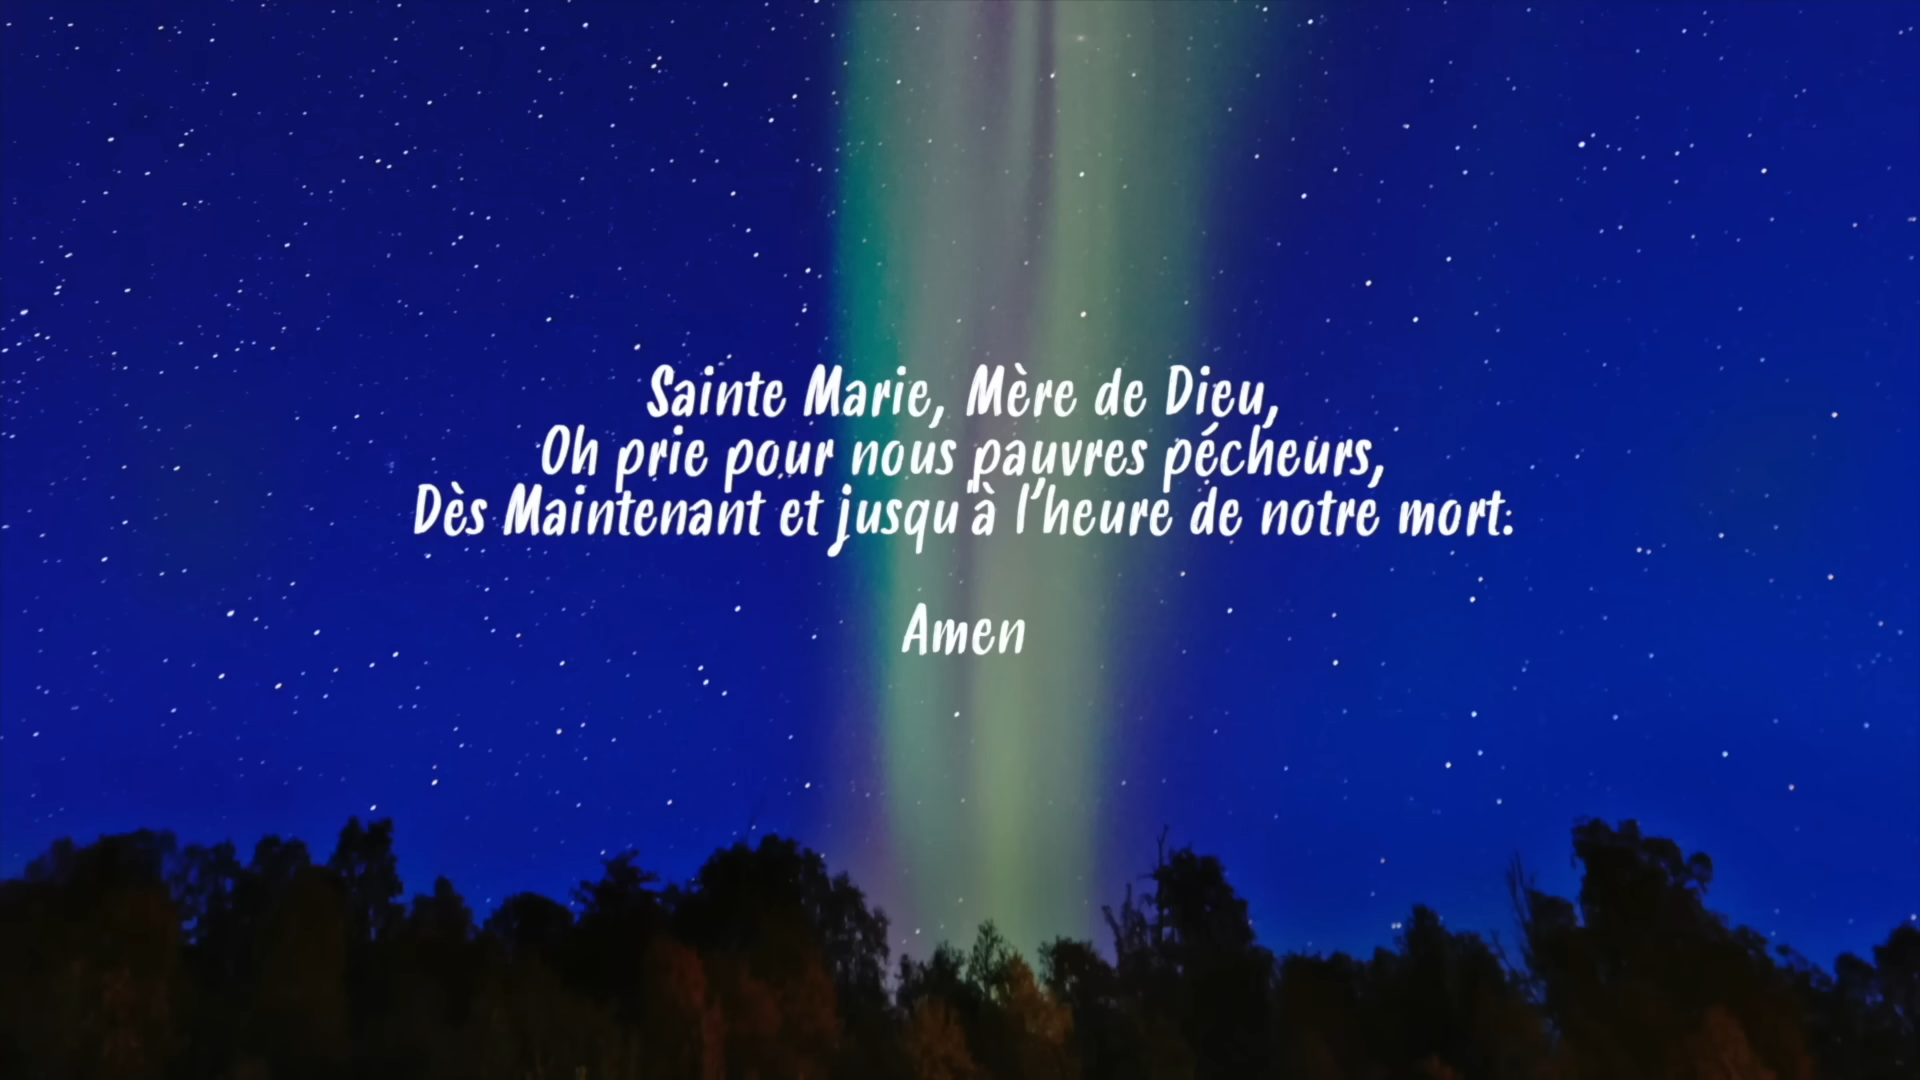 Sainte Marie, Mère de Dieu,
Oh prie pour nous pauvres pécheurs,
Dès Maintenant et jusqu'à l'heure de notre mort.
Amen